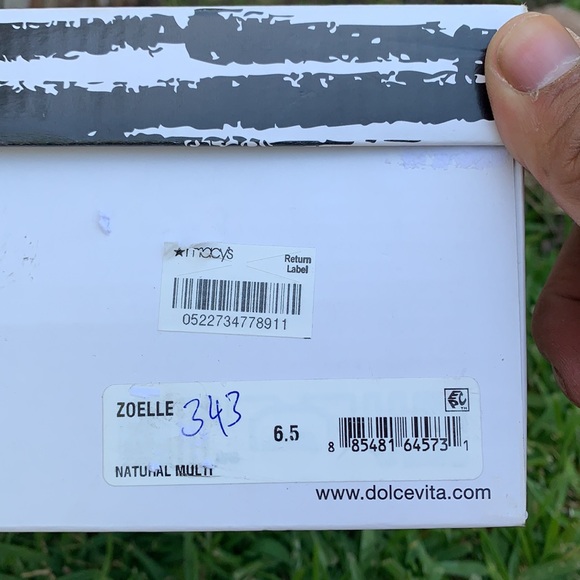 ★macy's
Return
Label
0522734778911
ZOELLE 343
6.5
8 85481 64573 1
NATURAL MULTI
www.dolcevita.com